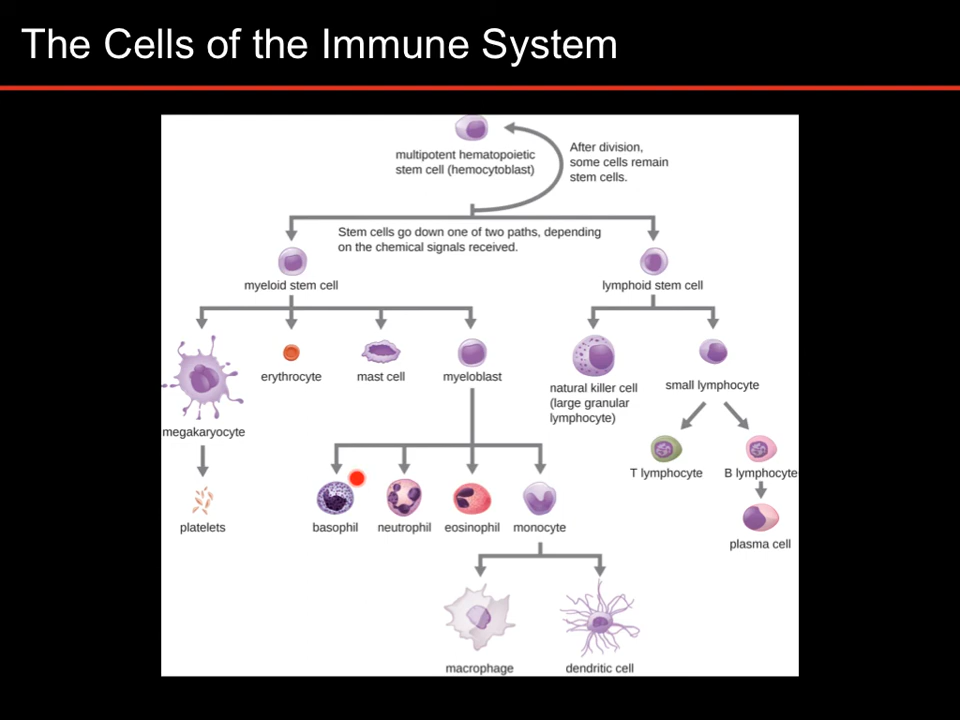 The Cells of the Immune System
multipotent hematopoietic
stem cell (hemocytoblast)
After division,
some cells remain
stem cells.
Stem cells go down one of two paths, depending
on the chemical signals received.
myeloid stem cell
lymphoid stem cell
megakaryocyte
erythrocyte
mast cell
myeloblast
natural killer cell
(large granular
lymphocyte)
small lymphocyte
T lymphocyte
B lymphocyte
platelets
basophil
neutrophil
eosinophil
monocyte
plasma cell
macrophage
dendritic cell